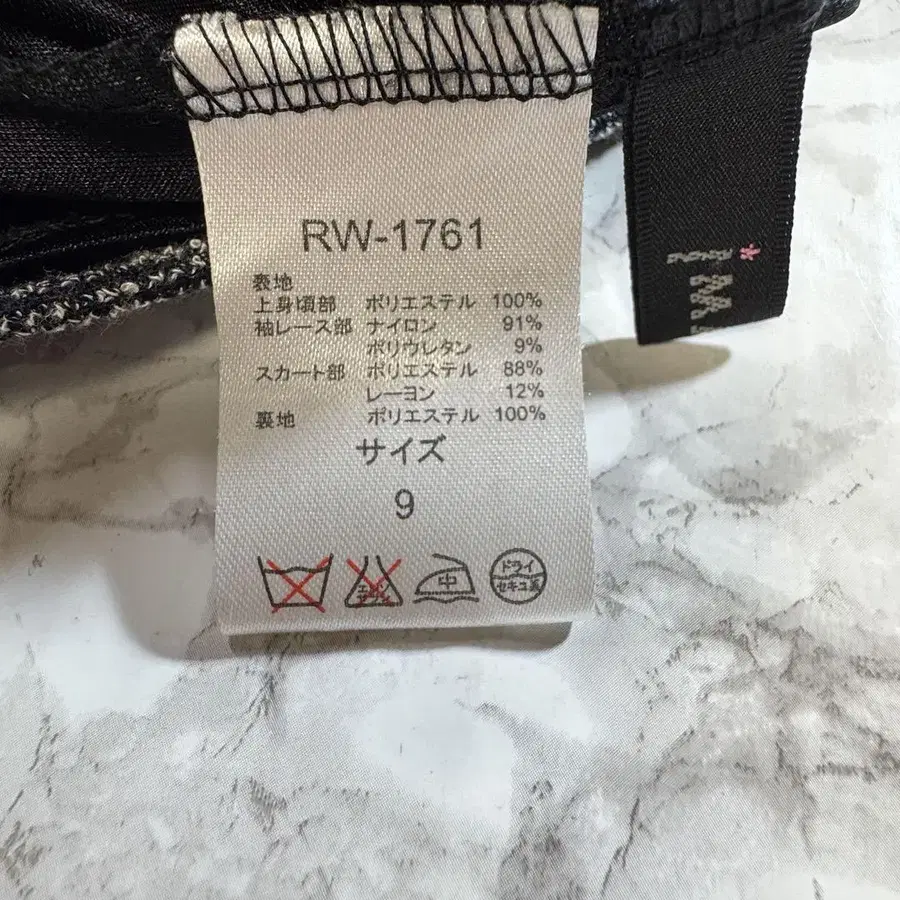 RW-1761
表地
上身頃部 ポリエステル 100%
袖レース部 ナイロン 91%
ポリウレタン 9%
スカート部 ポリエステル 88%
レーヨン 12%
裏地 ポリエステル 100%
サイズ
9
中
ドライ
セキユ系